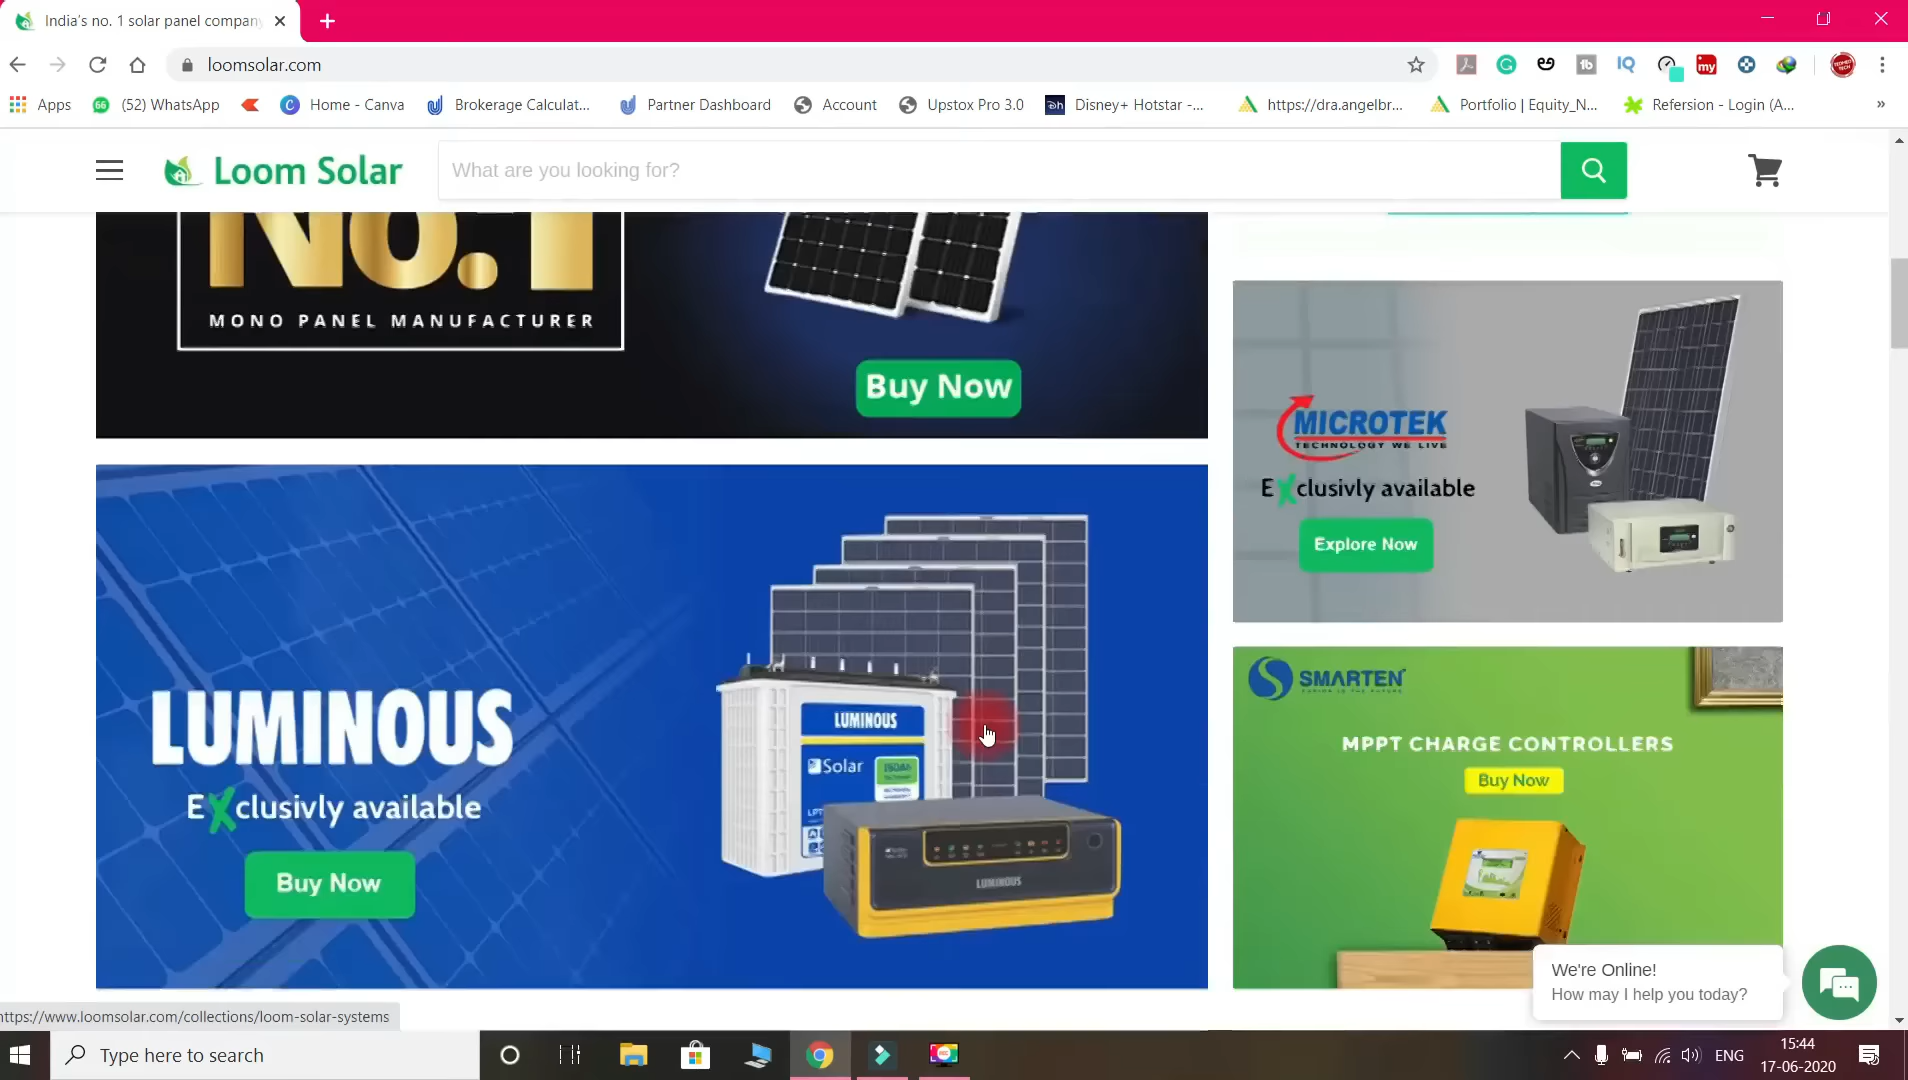 India's no. 1 solar panel company
loomsolar.com
Apps
(52) WhatsApp
Home - Canva
Brokerage Calculat...
Partner Dashboard
Account
Upstox Pro 3.0
Disney+ Hotstar -...
https://dra.angelbr...
Portfolio | Equity_N...
Refersion - Login (A...
»
Loom Solar
What are you looking for?
No.1
MONO PANEL MANUFACTURER
Buy Now
MICROTEK
TECHNOLOGY WE LIVE
EXclusivly available
Explore Now
LUMINOUS
EXclusivly available
Buy Now
LUMINOUS
Solar
150Ah
LUMINOUS
SMARTEN
MPPT CHARGE CONTROLLERS
Buy Now
We're Online!
How may I help you today?
https://www.loomsolar.com/collections/loom-solar-systems
Type here to search
ENG
15:44
17-06-2020